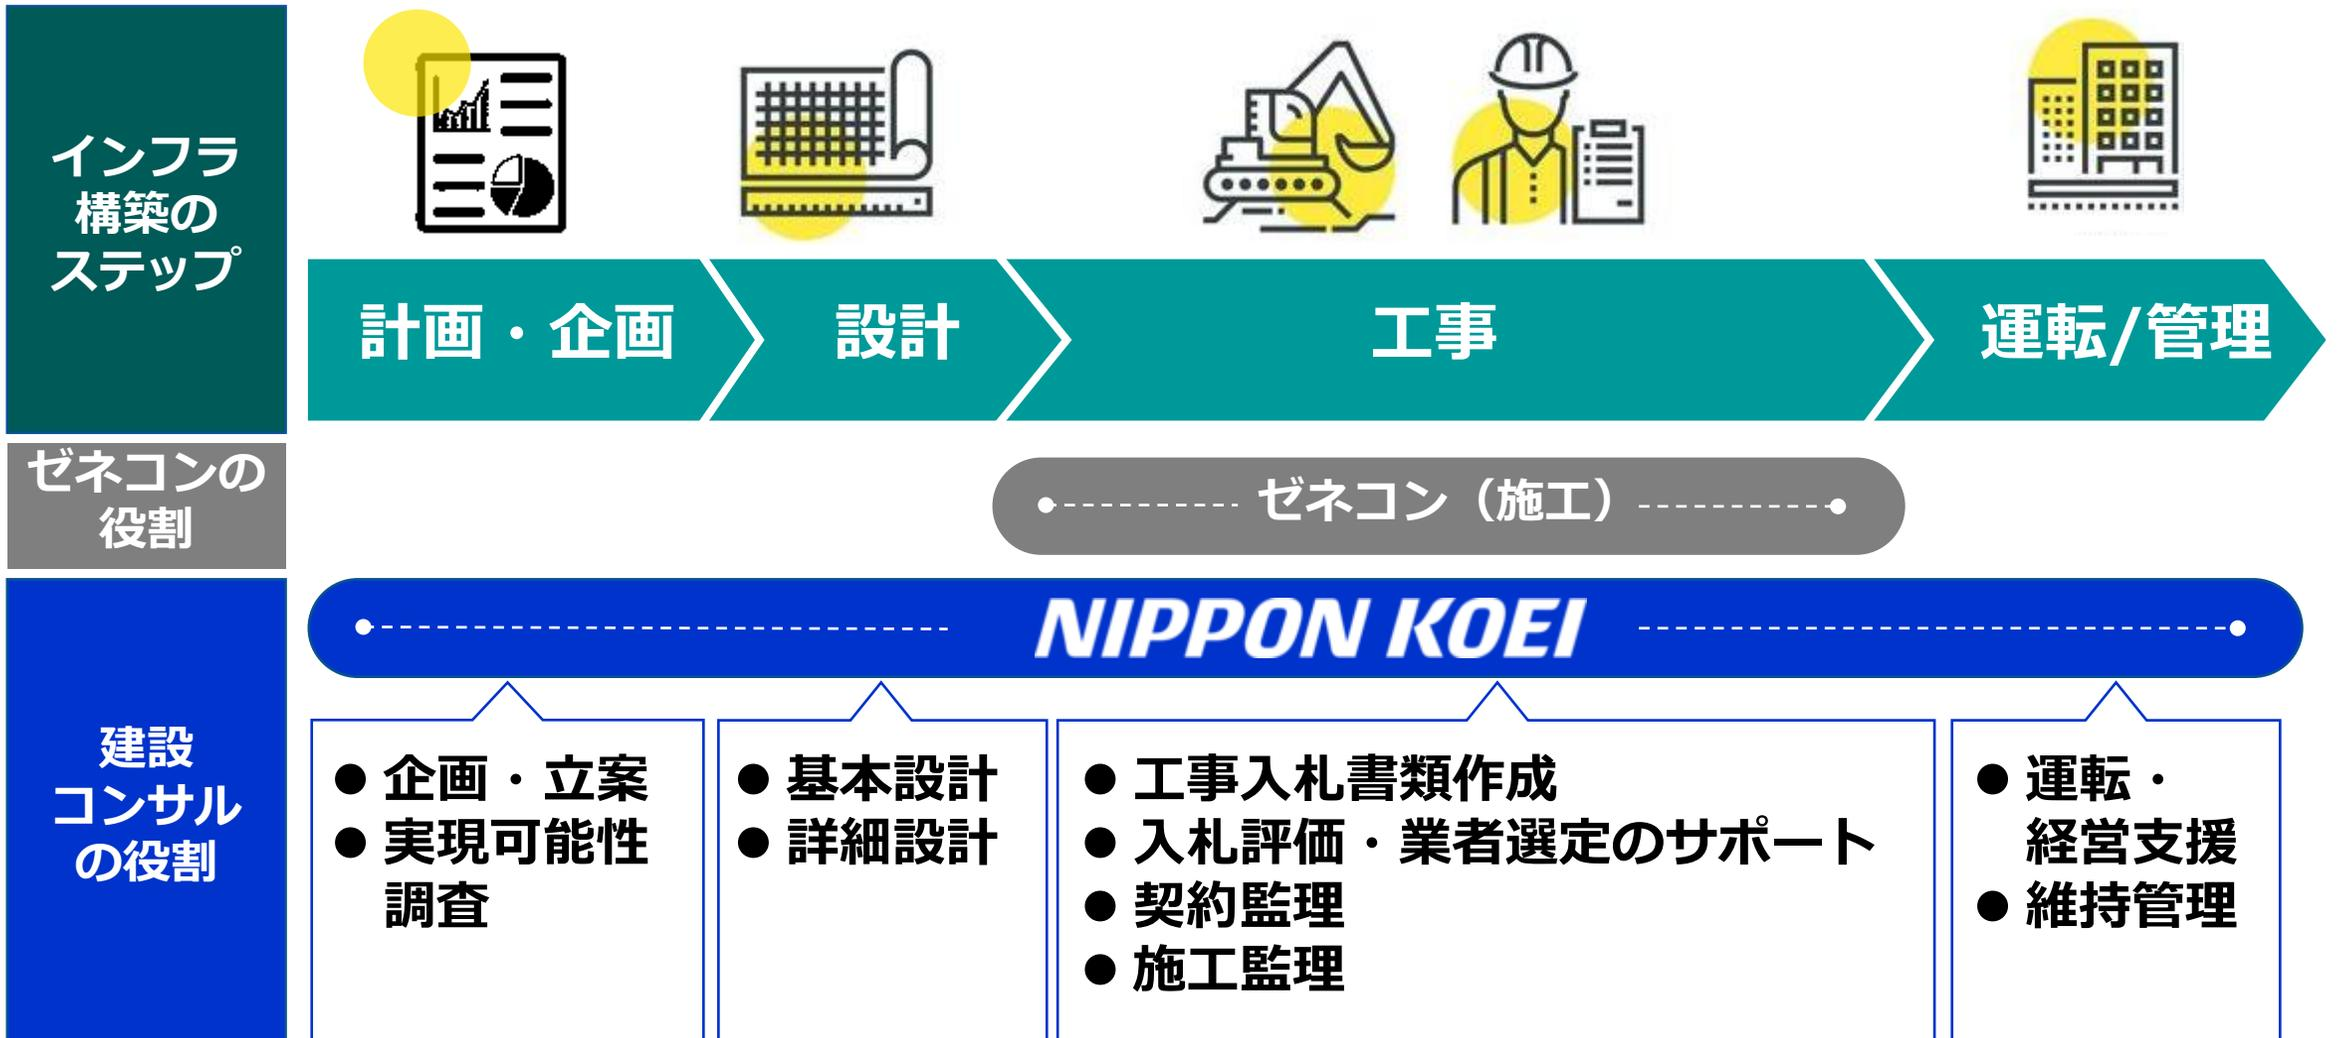 インフラ
構築の
ステップ
計画・企画
設計
工事
運転/管理
ゼネコンの
役割
ゼネコン（施工）
建設
コンサル
の役割
NIPPON KOEI
● 企画・立案
● 実現可能性
調査
● 基本設計
● 詳細設計
● 工事入札書類作成
● 入札評価・業者選定のサポート
● 契約監理
● 施工監理
● 運転・
経営支援
● 維持管理